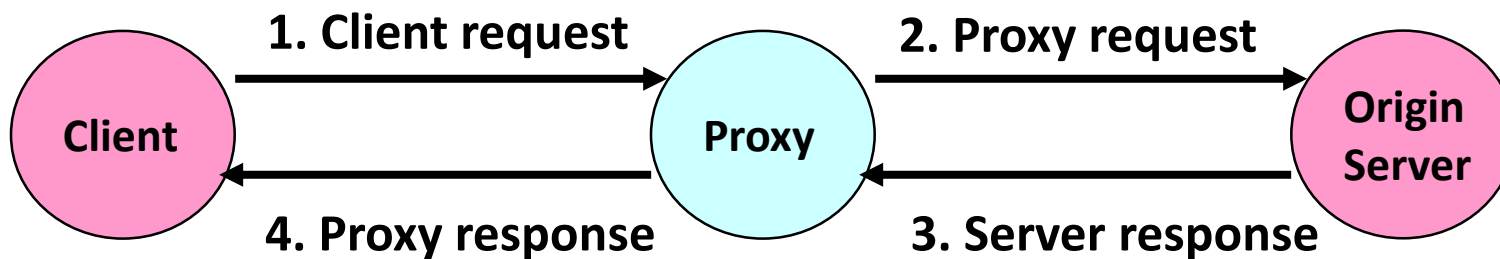 1. Client request
2. Proxy request
Client
Proxy
Origin
Server
4. Proxy response
3. Server response